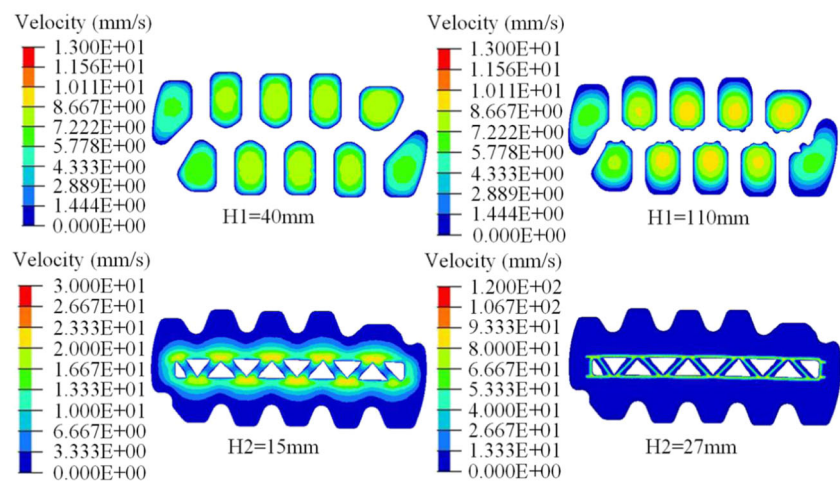 Velocity (mm/s)
1.300E+01
1.156E+01
1.011E+01
8.667E+00
7.222E+00
5.778E+00
4.333E+00
2.889E+00
1.444E+00
0.000E+00
H1=40mm
Velocity (mm/s)
1.300E+01
1.156E+01
1.011E+01
8.667E+00
7.222E+00
5.778E+00
4.333E+00
2.889E+00
1.444E+00
0.000E+00
H1=110mm
Velocity (mm/s)
3.000E+01
2.667E+01
2.333E+01
2.000E+01
1.667E+01
1.333E+01
1.000E+01
6.667E+00
3.333E+00
0.000E+00
H2=15mm
Velocity (mm/s)
1.200E+02
1.067E+02
9.333E+01
8.000E+01
6.667E+01
5.333E+01
4.000E+01
2.667E+01
1.333E+01
0.000E+00
H2=27mm